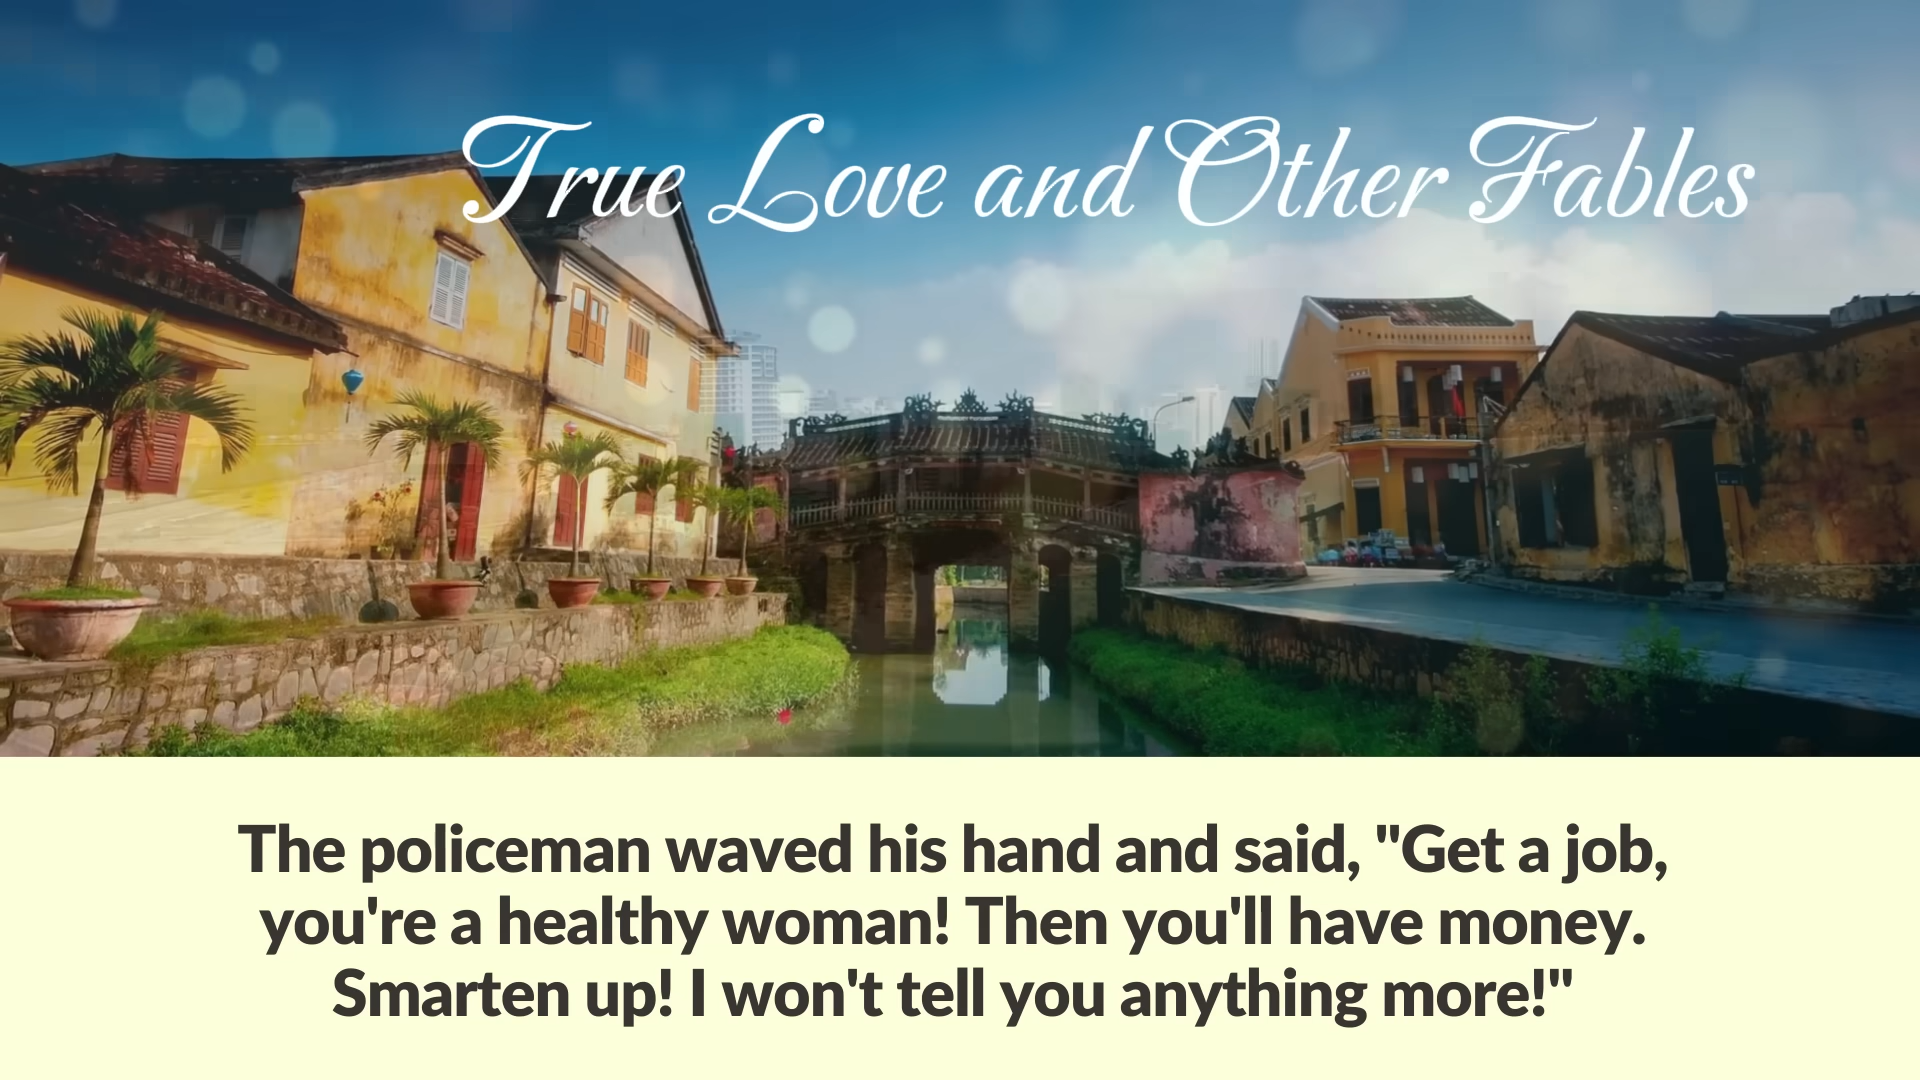 True Love and Other Fables
The policeman waved his hand and said, "Get a job,
you're a healthy woman! Then you'll have money.
Smarten up! I won't tell you anything more!"